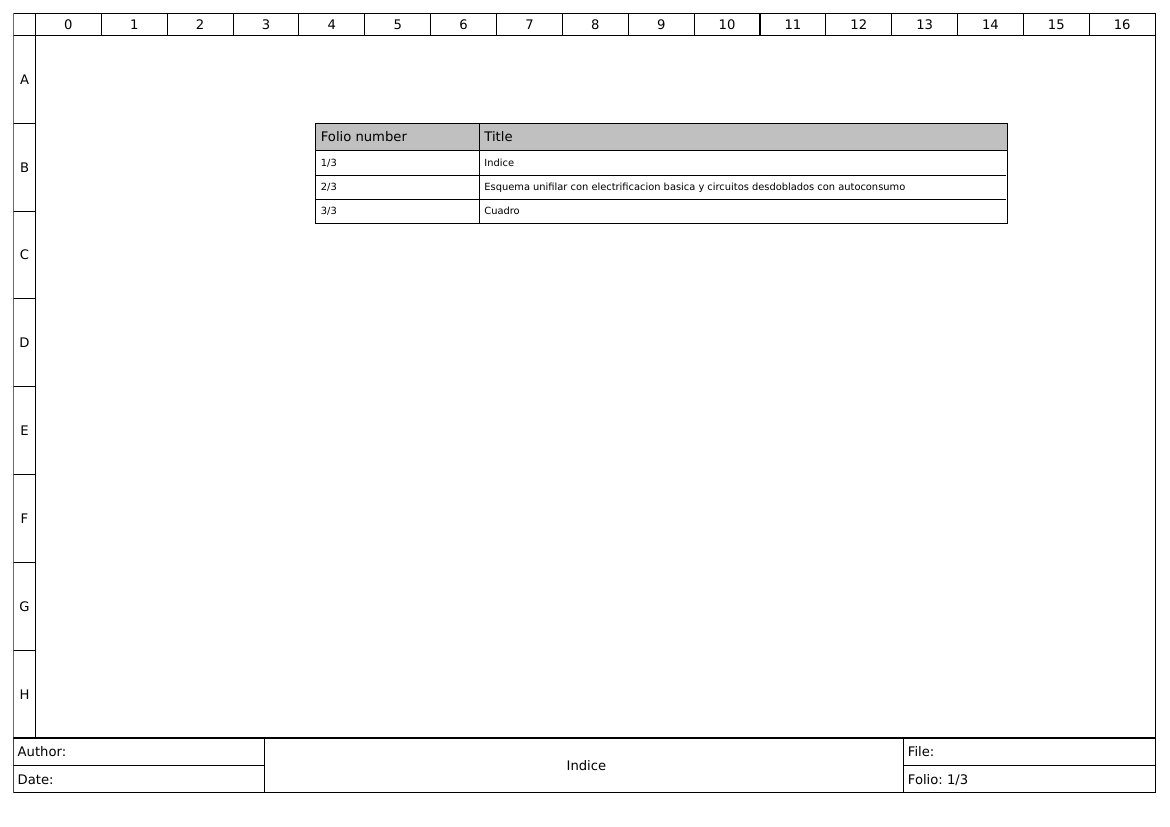 0 1 2 3 4 5 6 7 8 9 10 11 12 13 14 15 16
A
Folio number Title
B
1/3 Indice
2/3 Esquema unifilar con electrificacion basica y circuitos desdoblados con autoconsumo
3/3 Cuadro
C
D
E
F
G
H
Author:
Date:
Indice
File:
Folio: 1/3